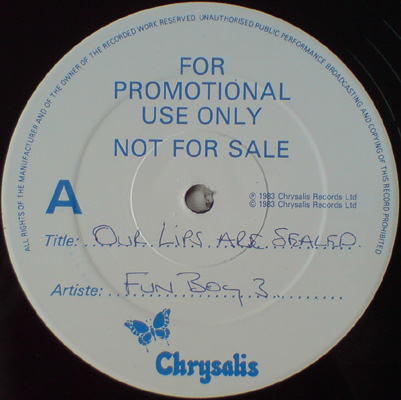 ALL RIGHTS OF THE MANUFACTURER AND OF THE OWNER OF THE RECORDED WORK RESERVED. UNAUTHORISED PUBLIC PERFORMANCE BROADCASTING AND COPYING OF THIS RECORD PROHIBITED
FOR
PROMOTIONAL
USE ONLY
NOT FOR SALE
A
℗ 1983 Chrysalis Records Ltd
© 1983 Chrysalis Records Ltd
Title: OUR LIPS ARE SEALED
Artiste: FUN BOY 3
Chrysalis